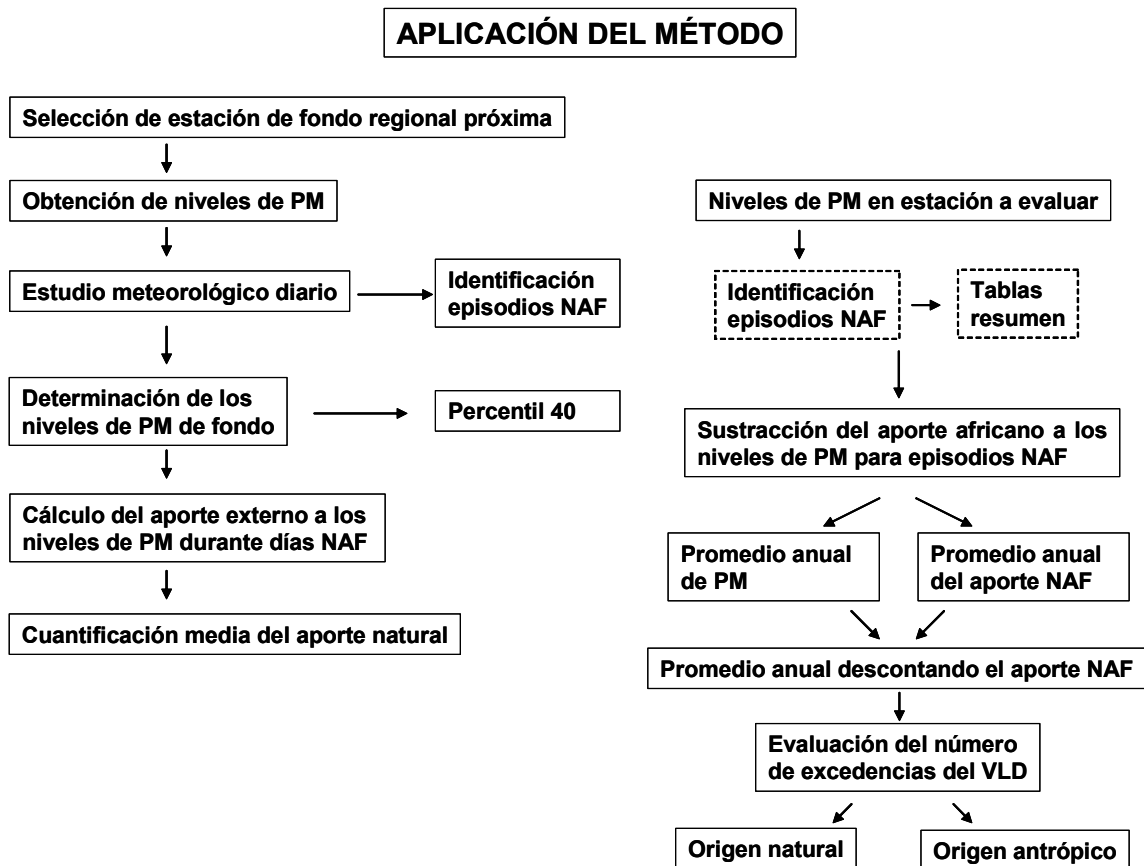 APLICACIÓN DEL MÉTODO
Selección de estación de fondo regional próxima
Obtención de niveles de PM
Estudio meteorológico diario
Identificación
episodios NAF
Determinación de los
niveles de PM de fondo
Percentil 40
Cálculo del aporte externo a los
niveles de PM durante días NAF
Cuantificación media del aporte natural
Niveles de PM en estación a evaluar
Identificación
episodios NAF
Tablas
resumen
Sustracción del aporte africano a los
niveles de PM para episodios NAF
Promedio anual
de PM
Promedio anual
del aporte NAF
Promedio anual descontando el aporte NAF
Evaluación del número
de excedencias del VLD
Origen natural
Origen antrópico